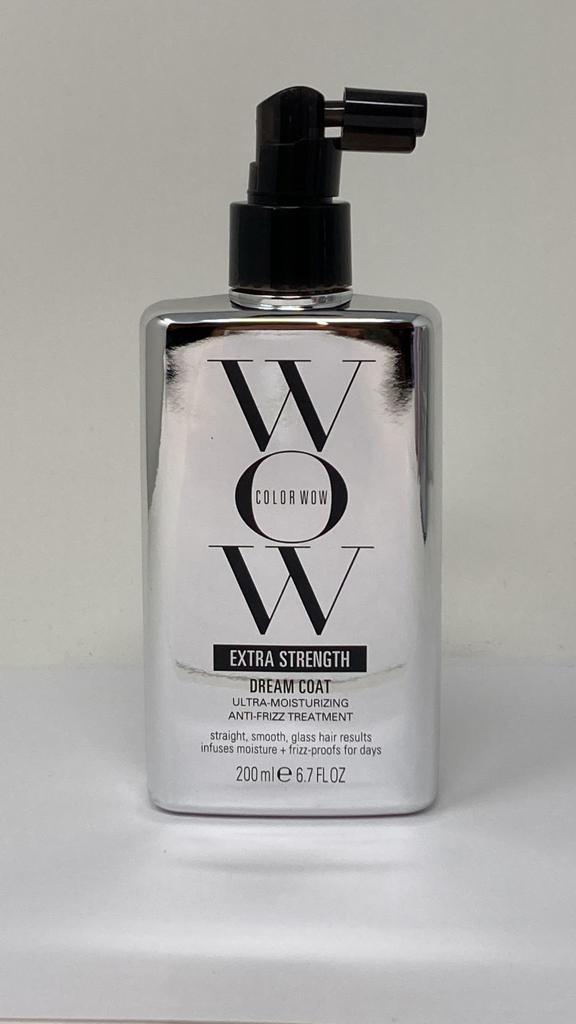 W
O
COLOR WOW
W
EXTRA STRENGTH
DREAM COAT
ULTRA-MOISTURIZING
ANTI-FRIZZ TREATMENT
straight, smooth, glass hair results
infuses moisture + frizz-proofs for days
200 ml ℮ 6.7 FL OZ